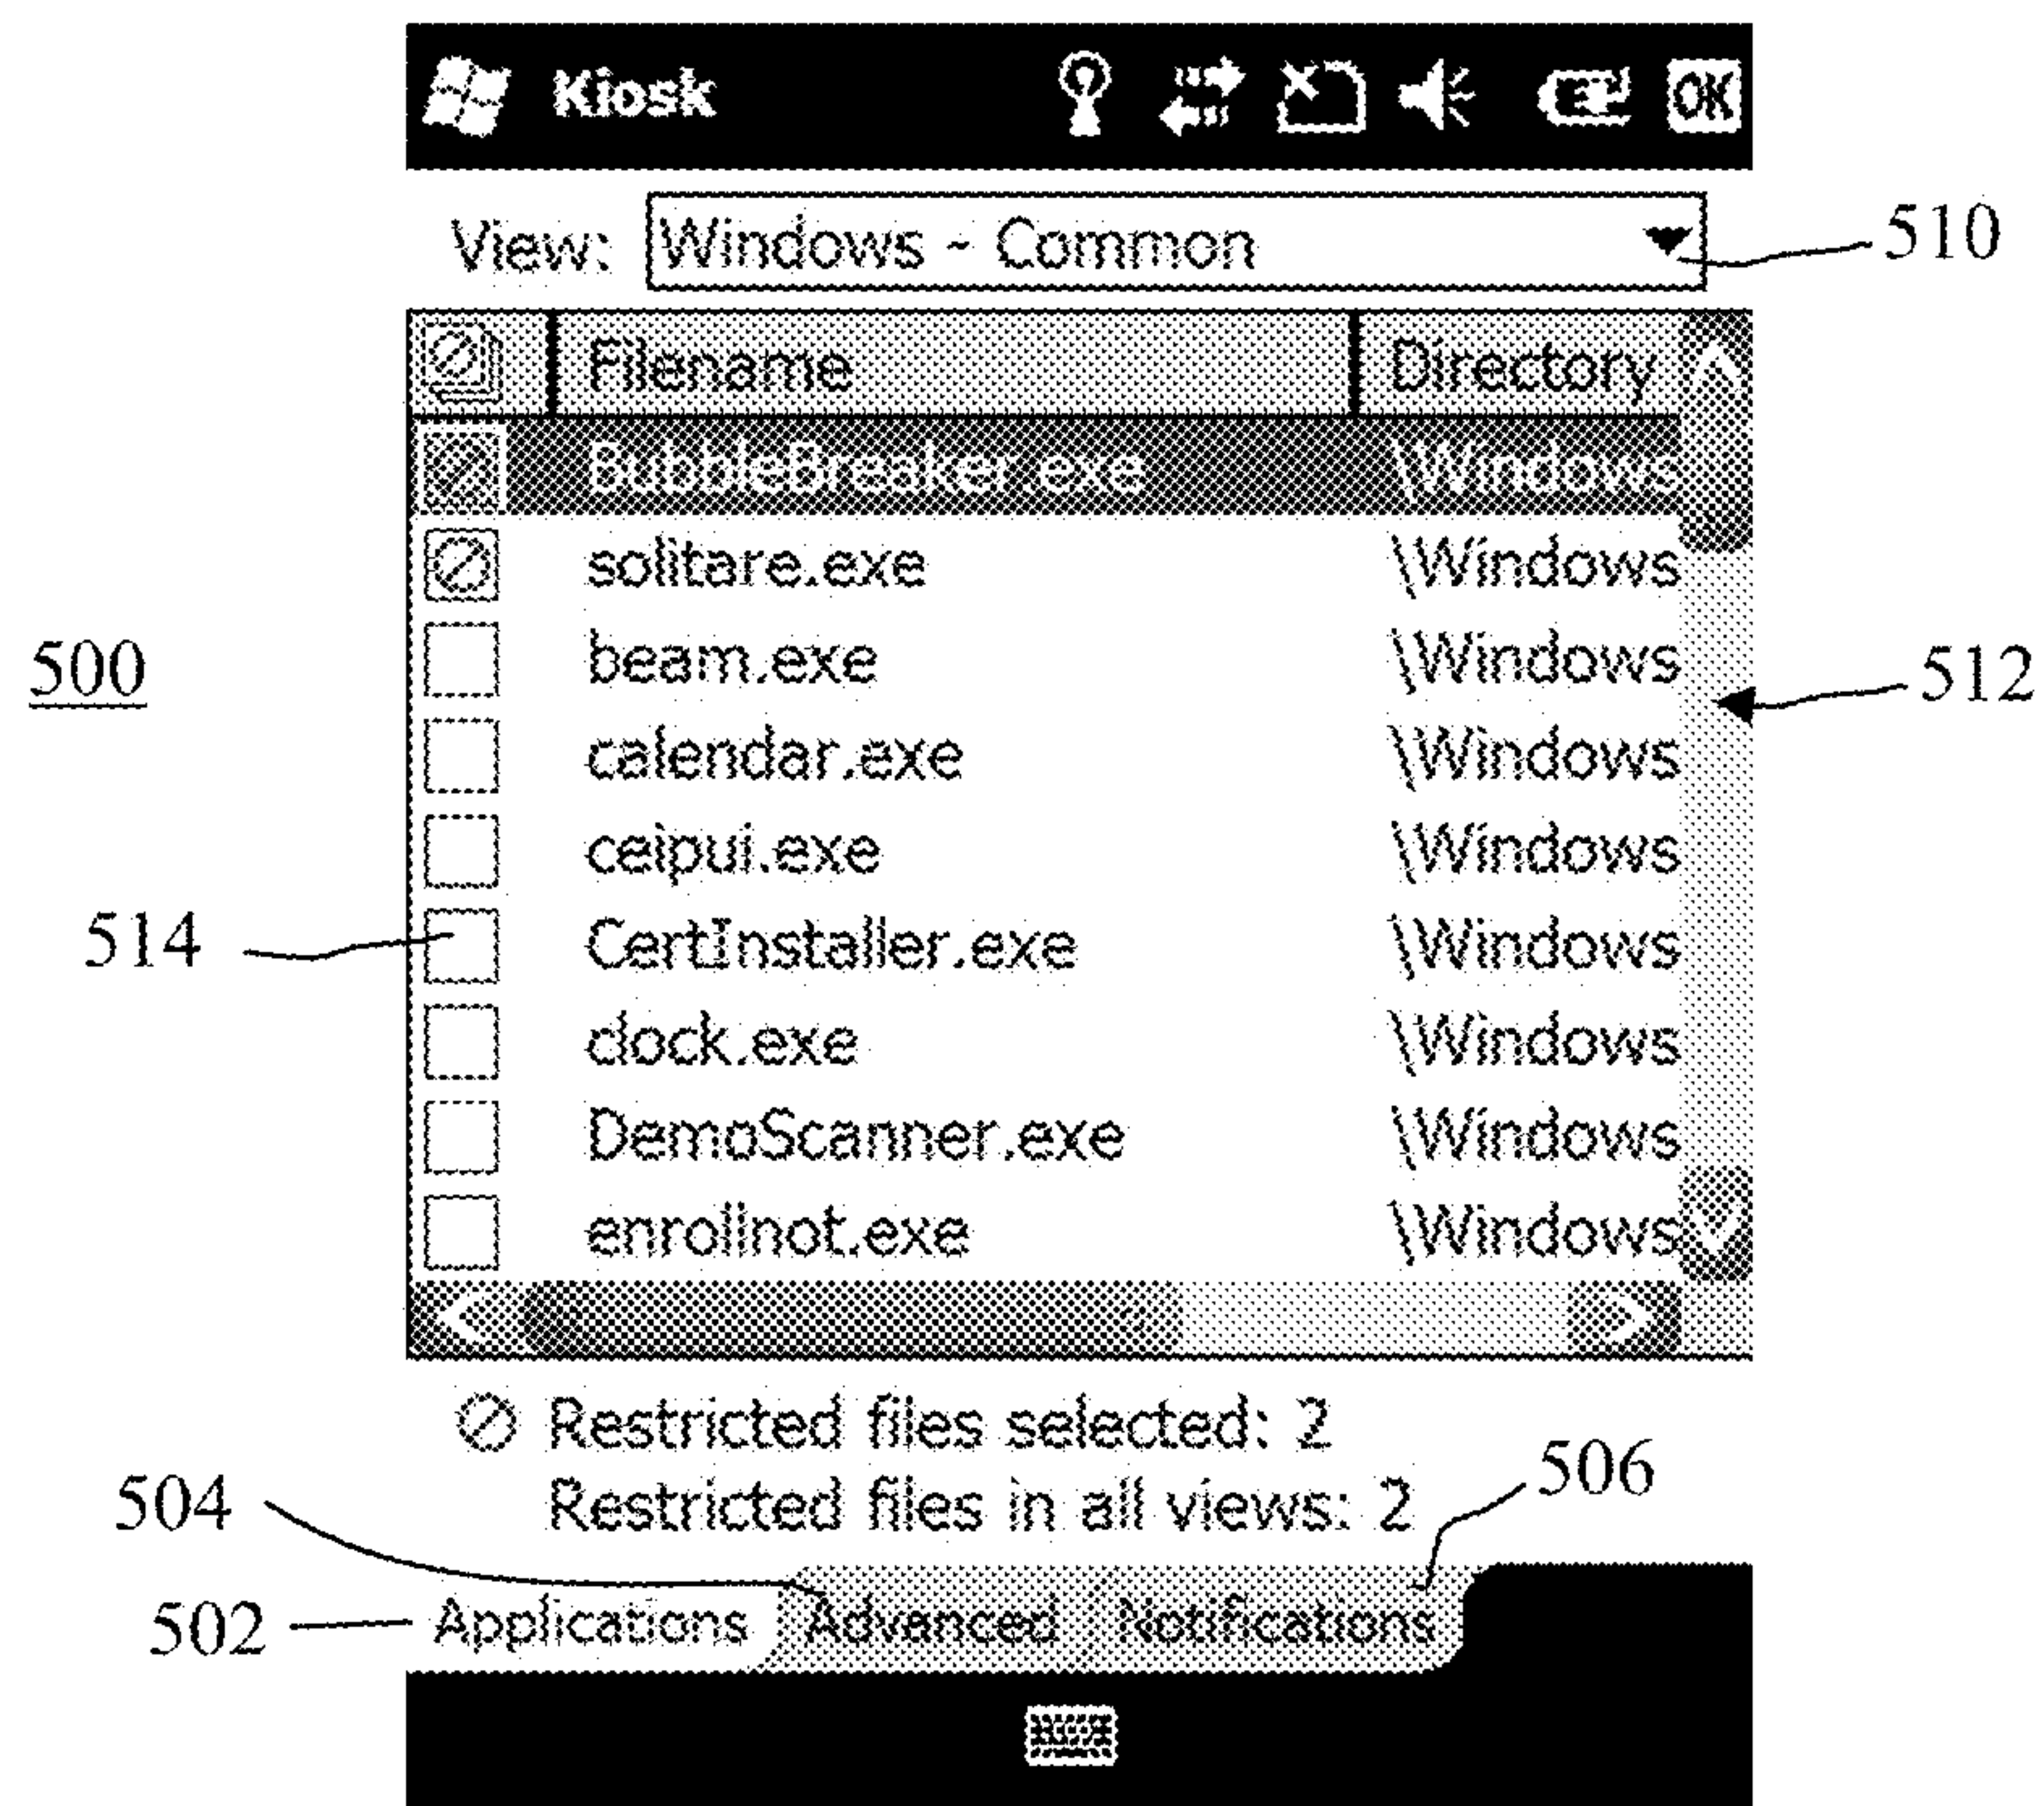 Kiosk OK
View: Windows - Common 510
Filename Directory
BubbleBreaker.exe \Windows
solitare.exe \Windows
500 beam.exe \Windows 512
calendar.exe \Windows
ceipui.exe \Windows
514 CertInstaller.exe \Windows
clock.exe \Windows
DemoScanner.exe \Windows
enrollnot.exe \Windows
Restricted files selected: 2
504 Restricted files in all views: 2 506
502 Applications Advanced Notifications